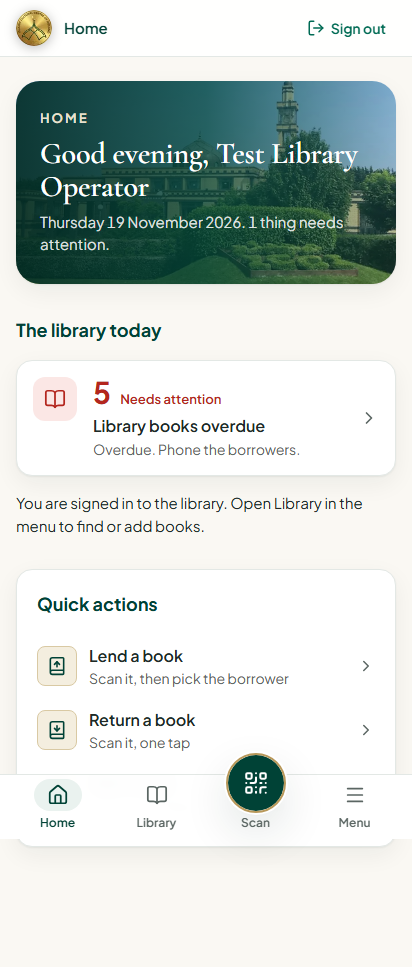 Home
Sign out
HOME
Good evening, Test Library
Operator
Thursday 19 November 2026. 1 thing needs
attention.
The library today
5 Needs attention
Library books overdue
Overdue. Phone the borrowers.
You are signed in to the library. Open Library in the
menu to find or add books.
Quick actions
Lend a book
Scan it, then pick the borrower
Return a book
Scan it, one tap
Home
Library
Scan
Menu